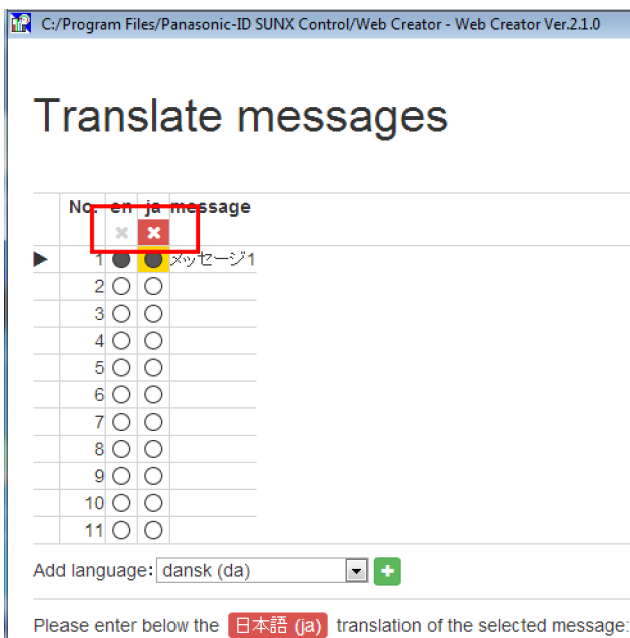 C:/Program Files/Panasonic-ID SUNX Control/Web Creator - Web Creator Ver.2.1.0
Translate messages
No. en ja message
1 メッセージ1
2
3
4
5
6
7
8
9
10
11
Add language: dansk (da)
Please enter below the 日本語 (ja) translation of the selected message: